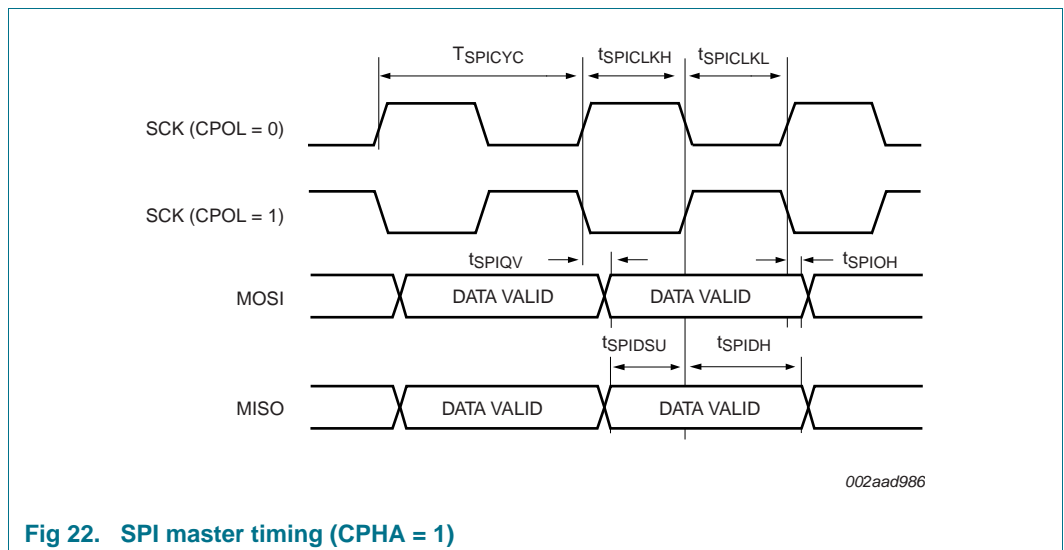 TSPICYC tSPICLKH tSPICLKL
SCK (CPOL = 0)
SCK (CPOL = 1)
tSPIQV tSPIOH
MOSI DATA VALID DATA VALID
tSPIDSU tSPIDH
MISO DATA VALID DATA VALID
002aad986
Fig 22. SPI master timing (CPHA = 1)